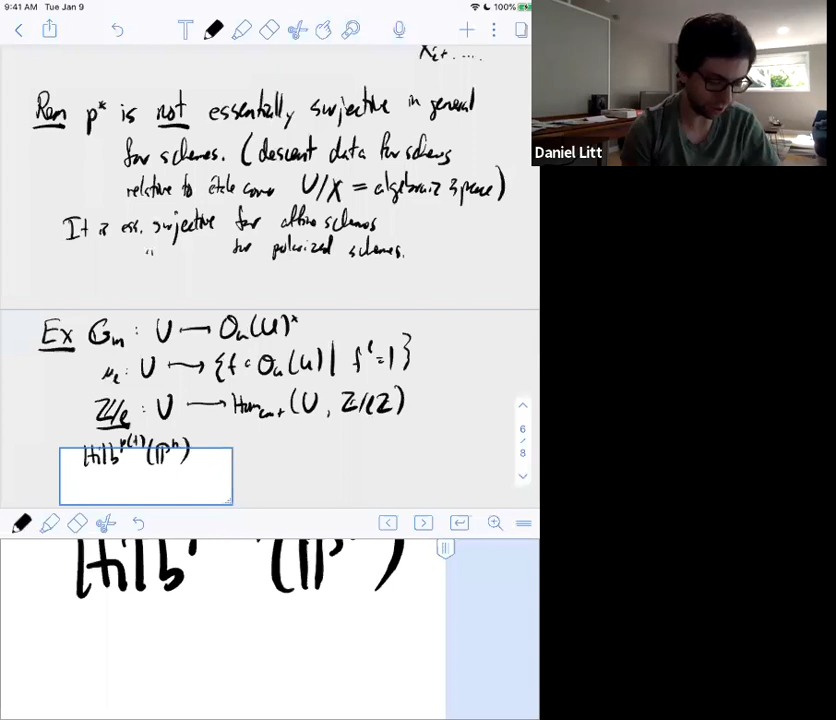 9:41 AM Tue Jan 9
100%
Rem p* is not essentially surjective in general
for schemes. (descent data for schemes
relative to étale cover U/X = algebraic space)
It is ess. surjective for affine schemes
" for polarized schemes.
Ex G_m : U → O_U(U)^×
μ_ℓ : U ↦ {f ∈ O_U(U) | f^ℓ = 1}
Z/ℓ : U → Hom_cont(U, Z/ℓZ)
Hilb^{p(t)}(P^n)
6
/
8
Hilb (P )
Daniel Litt